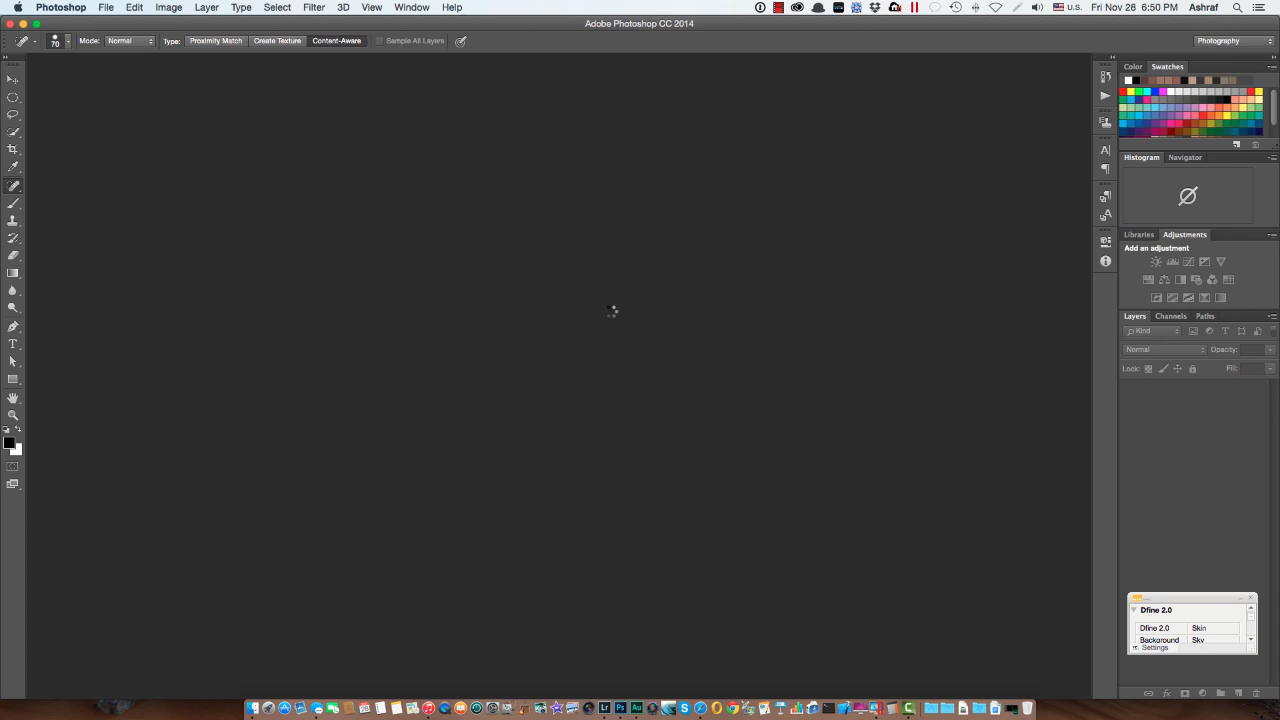 Photoshop File Edit Image Layer Type Select Filter 3D View Window Help U.S. Fri Nov 28 6:50 PM Ashraf
Adobe Photoshop CC 2014
70 Mode: Normal Type: Proximity Match Create Texture Content-Aware Sample All Layers Photography
Color Swatches
Histogram Navigator
Libraries Adjustments
Add an adjustment
Layers Channels Paths
Kind
Normal Opacity:
Lock: Fill:
Dfine 2.0
Dfine 2.0 Skin
Background Sky
Settings
Lr Ps Au